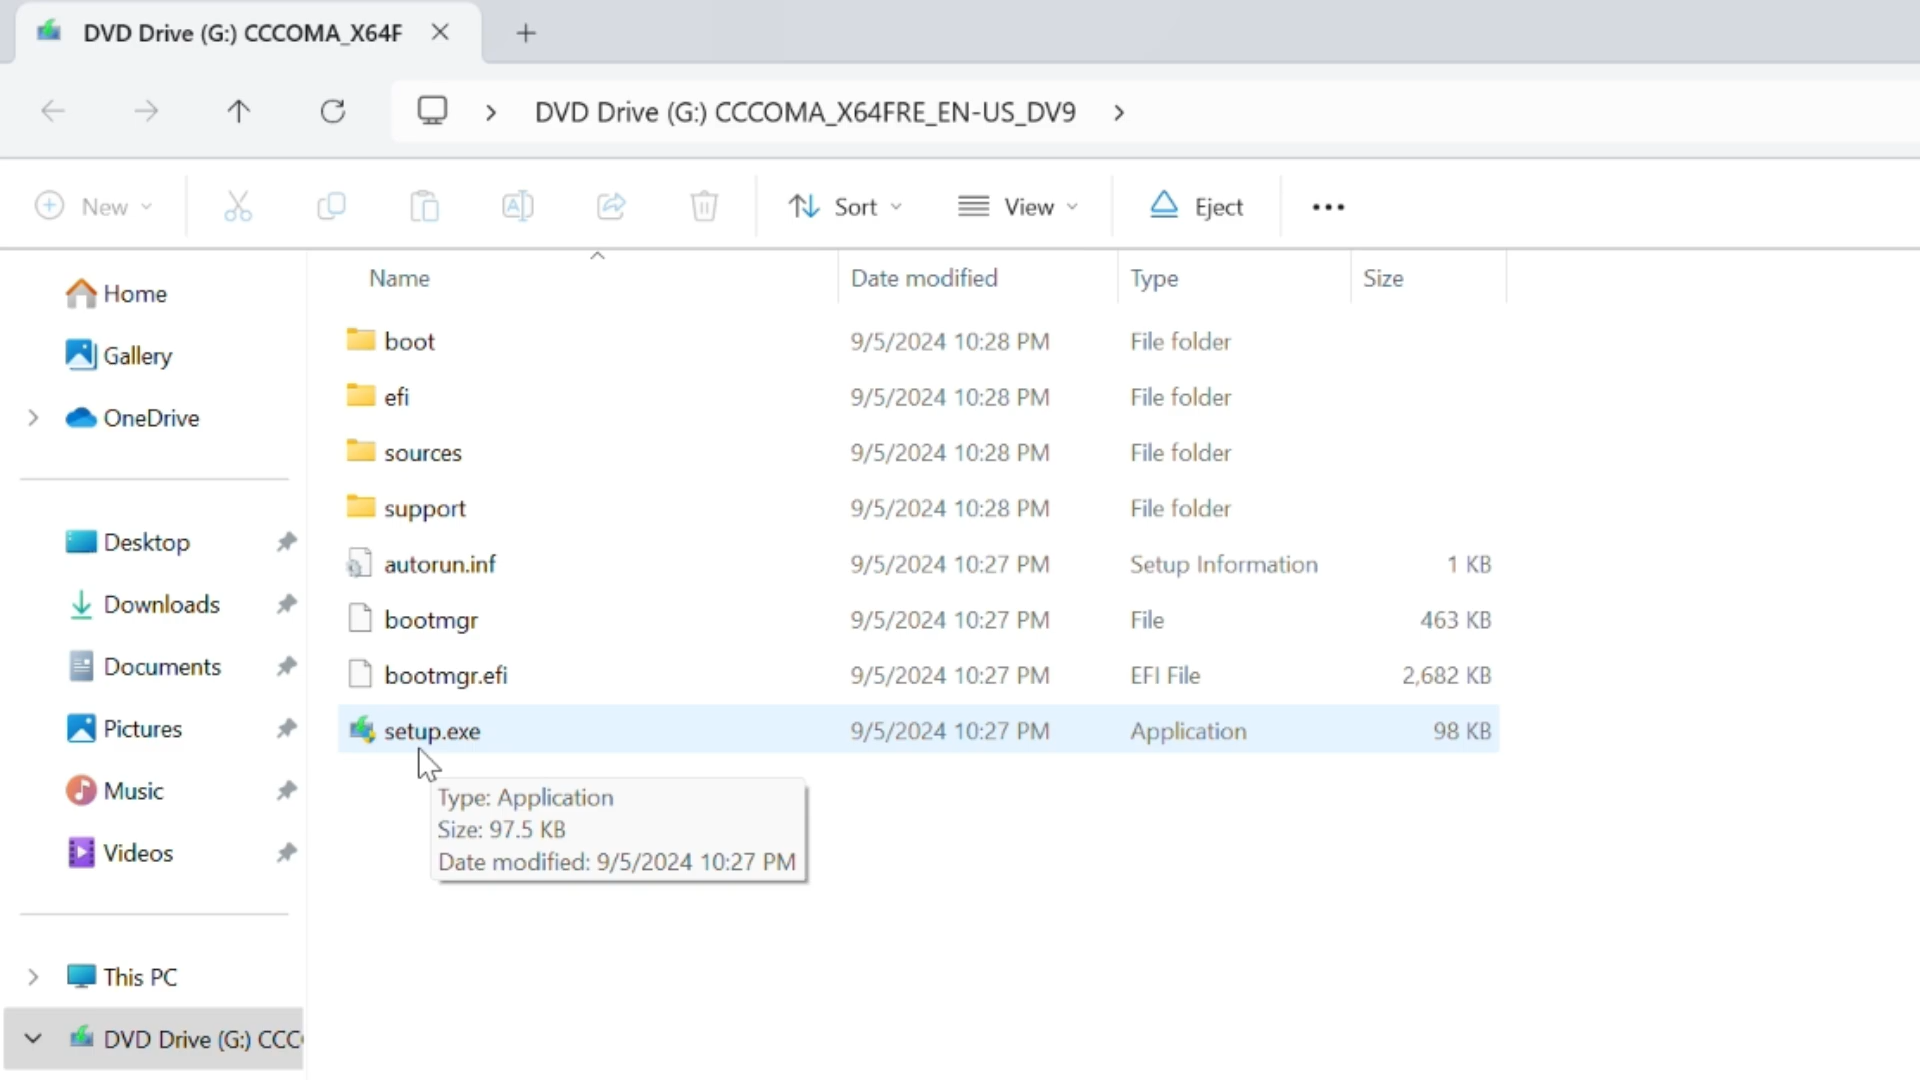 DVD Drive (G:) CCCOMA_X64F
DVD Drive (G:) CCCOMA_X64FRE_EN-US_DV9
New Sort View Eject
Name Date modified Type Size
Home
Gallery
OneDrive
Desktop
Downloads
Documents
Pictures
Music
Videos
This PC
DVD Drive (G:) CCC
boot 9/5/2024 10:28 PM File folder
efi 9/5/2024 10:28 PM File folder
sources 9/5/2024 10:28 PM File folder
support 9/5/2024 10:28 PM File folder
autorun.inf 9/5/2024 10:27 PM Setup Information 1 KB
bootmgr 9/5/2024 10:27 PM File 463 KB
bootmgr.efi 9/5/2024 10:27 PM EFI File 2,682 KB
setup.exe 9/5/2024 10:27 PM Application 98 KB
Type: Application
Size: 97.5 KB
Date modified: 9/5/2024 10:27 PM